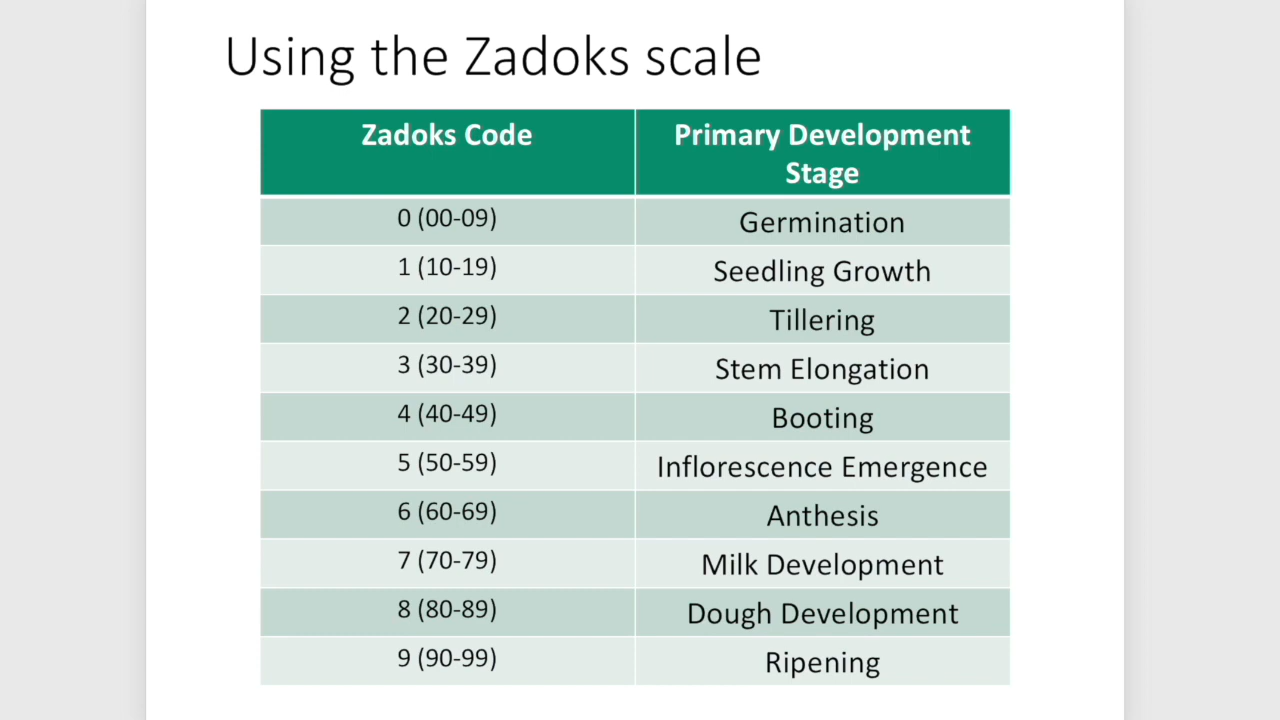 Using the Zadoks scale
Zadoks Code
Primary Development
Stage
0 (00-09)
Germination
1 (10-19)
Seedling Growth
2 (20-29)
Tillering
3 (30-39)
Stem Elongation
4 (40-49)
Booting
5 (50-59)
Inflorescence Emergence
6 (60-69)
Anthesis
7 (70-79)
Milk Development
8 (80-89)
Dough Development
9 (90-99)
Ripening